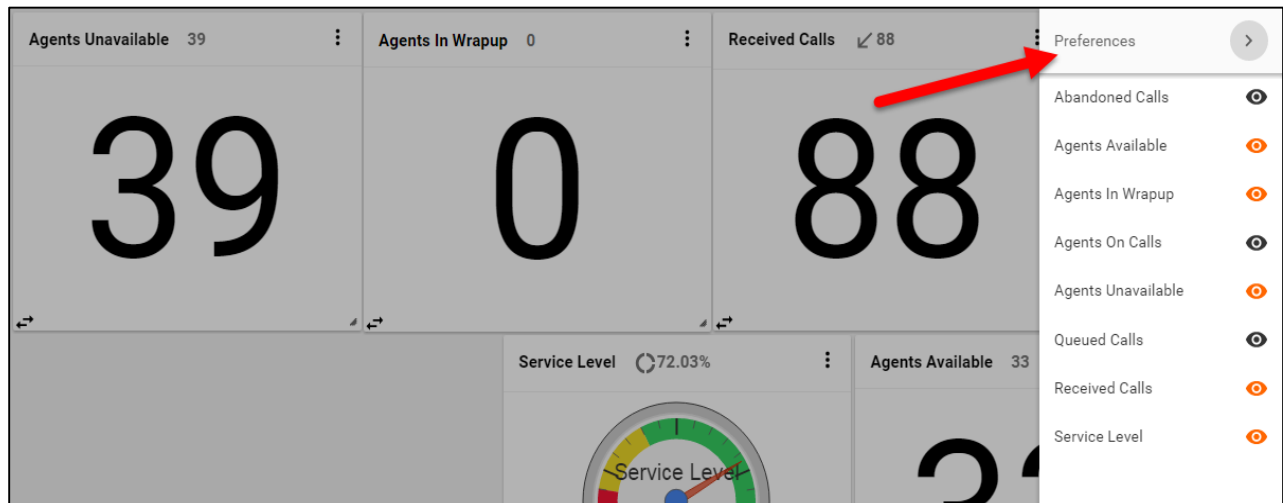 Agents Unavailable 39
Agents In Wrapup 0
Received Calls 88
Preferences
39
0
88
Abandoned Calls
Agents Available
Agents In Wrapup
Agents On Calls
Agents Unavailable
Queued Calls
Received Calls
Service Level
Service Level 72.03%
Agents Available 33
Service Level